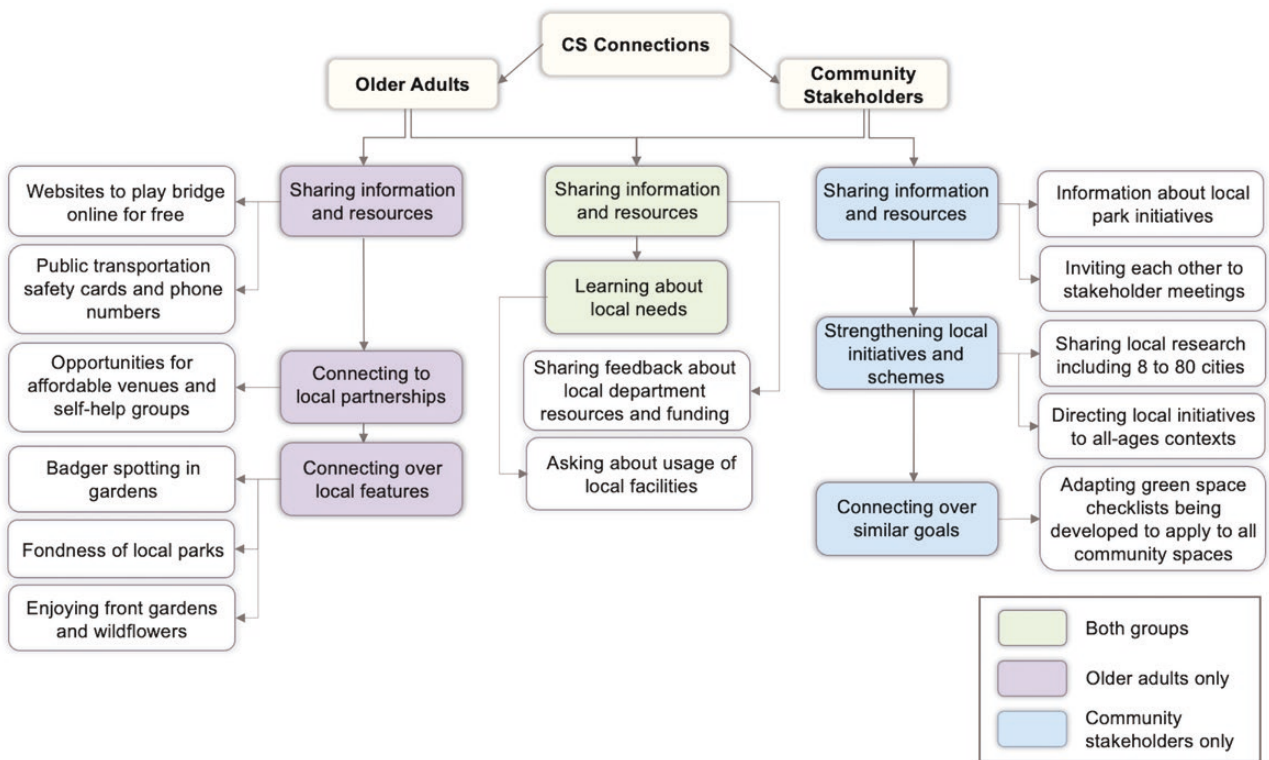 CS Connections
Older Adults
Community
Stakeholders
Websites to play bridge
online for free
Public transportation
safety cards and phone
numbers
Opportunities for
affordable venues and
self-help groups
Badger spotting in
gardens
Fondness of local parks
Enjoying front gardens
and wildflowers
Sharing information
and resources
Connecting to
local partnerships
Connecting over
local features
Sharing information
and resources
Learning about
local needs
Sharing feedback about
local department
resources and funding
Asking about usage of
local facilities
Sharing information
and resources
Strengthening local
initiatives and
schemes
Connecting over
similar goals
Information about local
park initiatives
Inviting each other to
stakeholder meetings
Sharing local research
including 8 to 80 cities
Directing local initiatives
to all-ages contexts
Adapting green space
checklists being
developed to apply to all
community spaces
Both groups
Older adults only
Community
stakeholders only